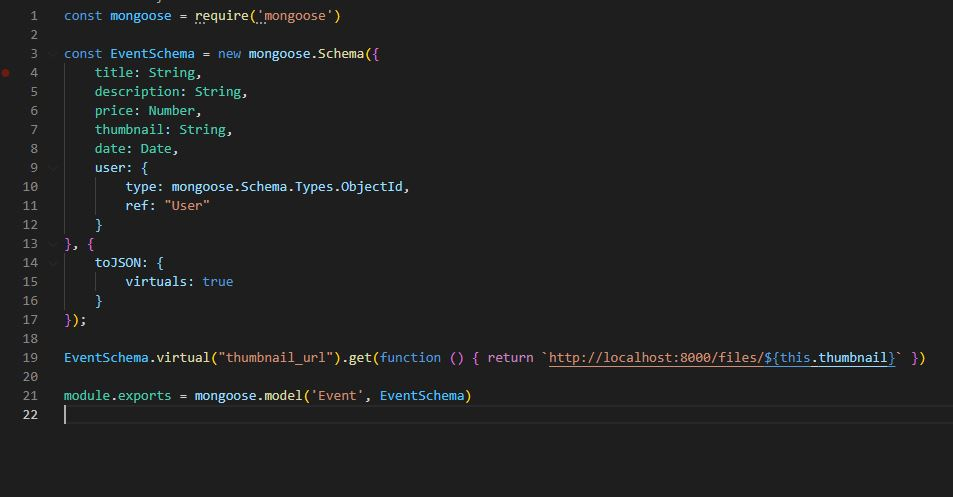 1 const mongoose = require('mongoose')
2
3 const EventSchema = new mongoose.Schema({
4     title: String,
5     description: String,
6     price: Number,
7     thumbnail: String,
8     date: Date,
9     user: {
10         type: mongoose.Schema.Types.ObjectId,
11         ref: "User"
12     }
13 }, {
14     toJSON: {
15         virtuals: true
16     }
17 });
18
19 EventSchema.virtual("thumbnail_url").get(function () { return `http://localhost:8000/files/${this.thumbnail}` })
20
21 module.exports = mongoose.model('Event', EventSchema)
22